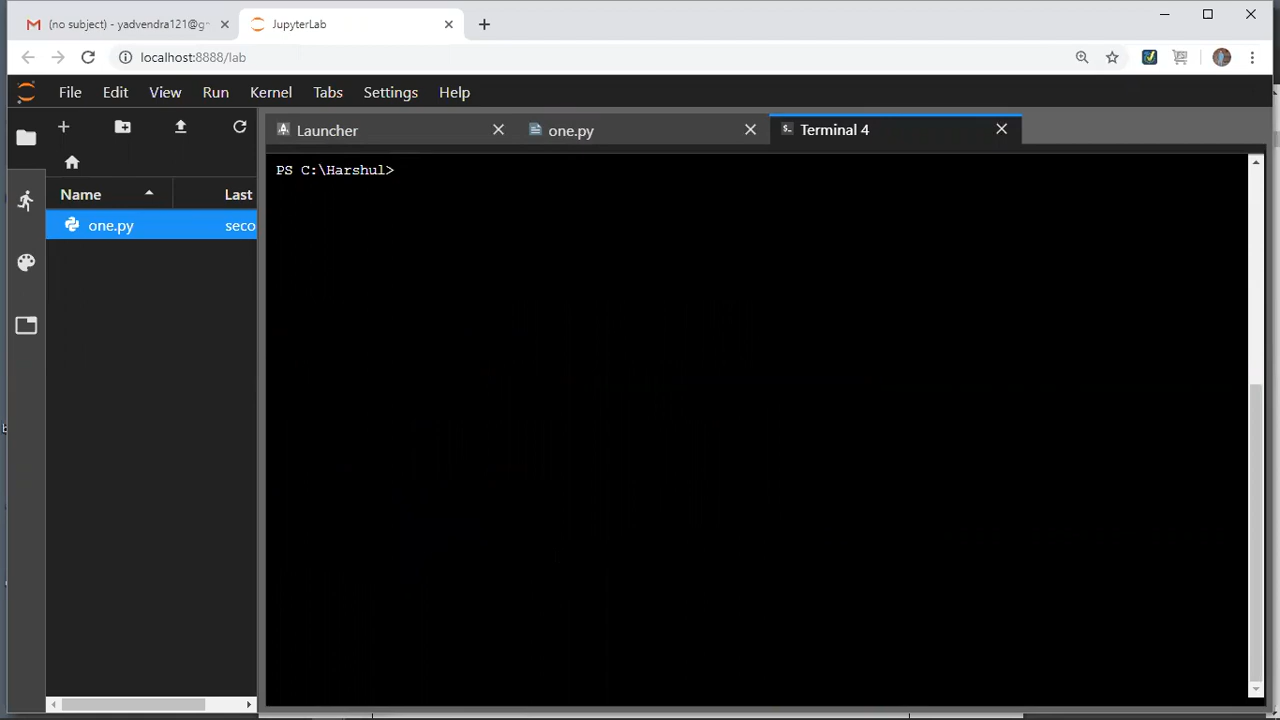 (no subject) - yadvendra121@g
JupyterLab
localhost:8888/lab
File Edit View Run Kernel Tabs Settings Help
Launcher
one.py
Terminal 4
Name
Last
one.py
seco
PS C:\Harshul>